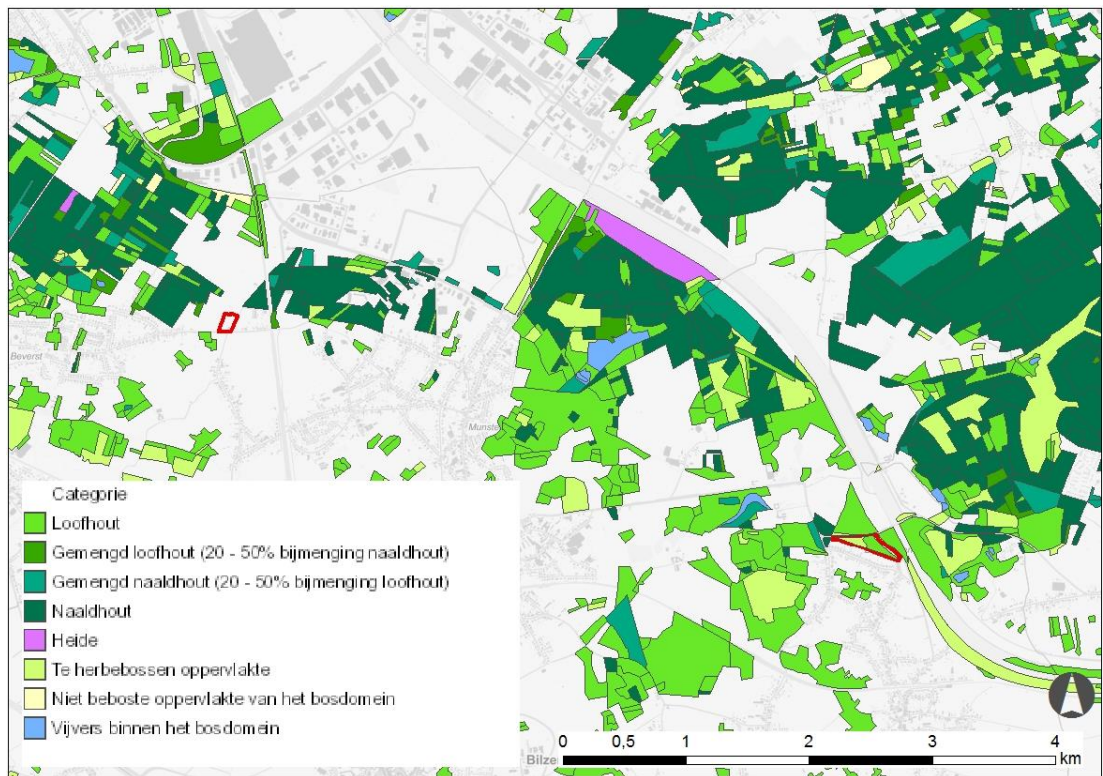 Beverst
Munste
Categorie
Loofhout
Gemengd loofhout (20 - 50% bijmenging naaldhout)
Gemengd naaldhout (20 - 50% bijmenging loofhout)
Naaldhout
Heide
Te herbebossen oppervlakte
Niet beboste oppervlakte van het bosdomein
Vijvers binnen het bosdomein
0 0,5 1 2 3 4
km
Bilze